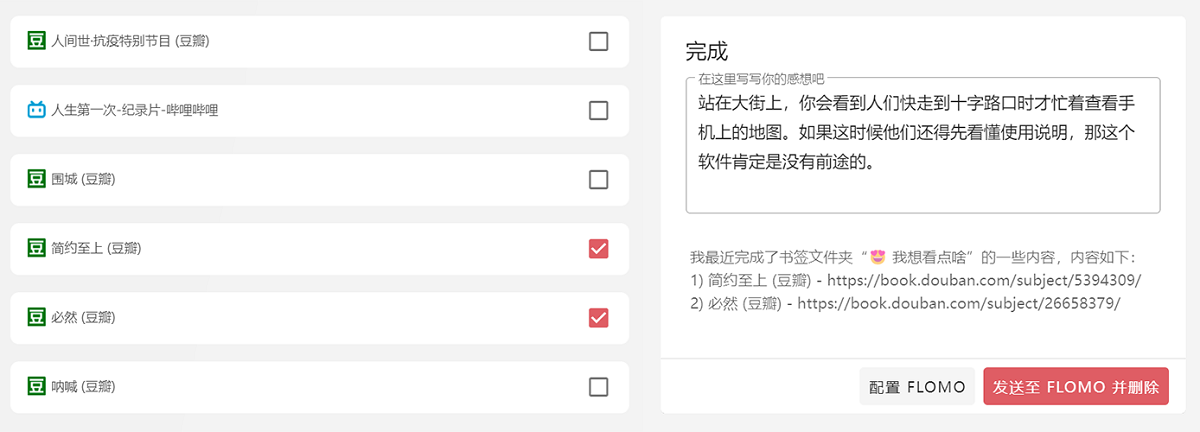 豆 人间世·抗疫特别节目 (豆瓣)
人生第一次-纪录片-哔哩哔哩
豆 围城 (豆瓣)
豆 简约至上 (豆瓣)
豆 必然 (豆瓣)
豆 呐喊 (豆瓣)
完成
在这里写写你的感想吧
站在大街上，你会看到人们快走到十字路口时才忙着查看手
机上的地图。如果这时候他们还得先看懂使用说明，那这个
软件肯定是没有前途的。
我最近完成了书签文件夹“😍 我想看点啥”的一些内容，内容如下：
1) 简约至上 (豆瓣) - https://book.douban.com/subject/5394309/
2) 必然 (豆瓣) - https://book.douban.com/subject/26658379/
配置 FLOMO
发送至 FLOMO 并删除